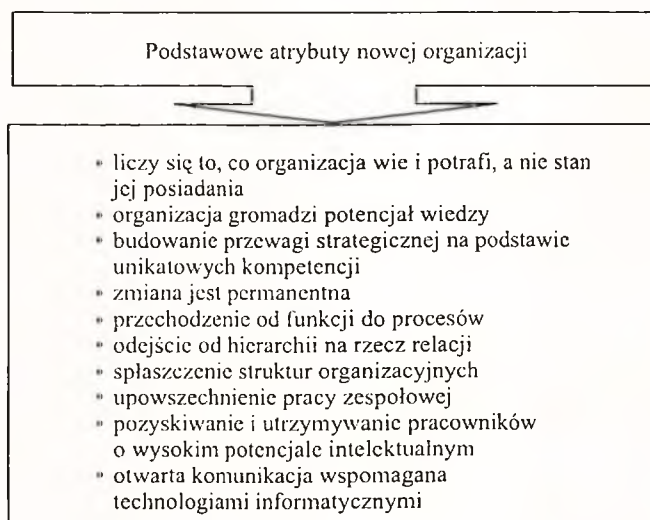 Podstawowe atrybuty nowej organizacji
• liczy się to, co organizacja wie i potrafi, a nie stan
jej posiadania
• organizacja gromadzi potencjał wiedzy
• budowanie przewagi strategicznej na podstawie
unikatowych kompetencji
• zmiana jest permanentna
• przechodzenie od funkcji do procesów
• odejście od hierarchii na rzecz relacji
• spłaszczenie struktur organizacyjnych
• upowszechnienie pracy zespołowej
• pozyskiwanie i utrzymywanie pracowników
o wysokim potencjale intelektualnym
• otwarta komunikacja wspomagana
technologiami informatycznymi